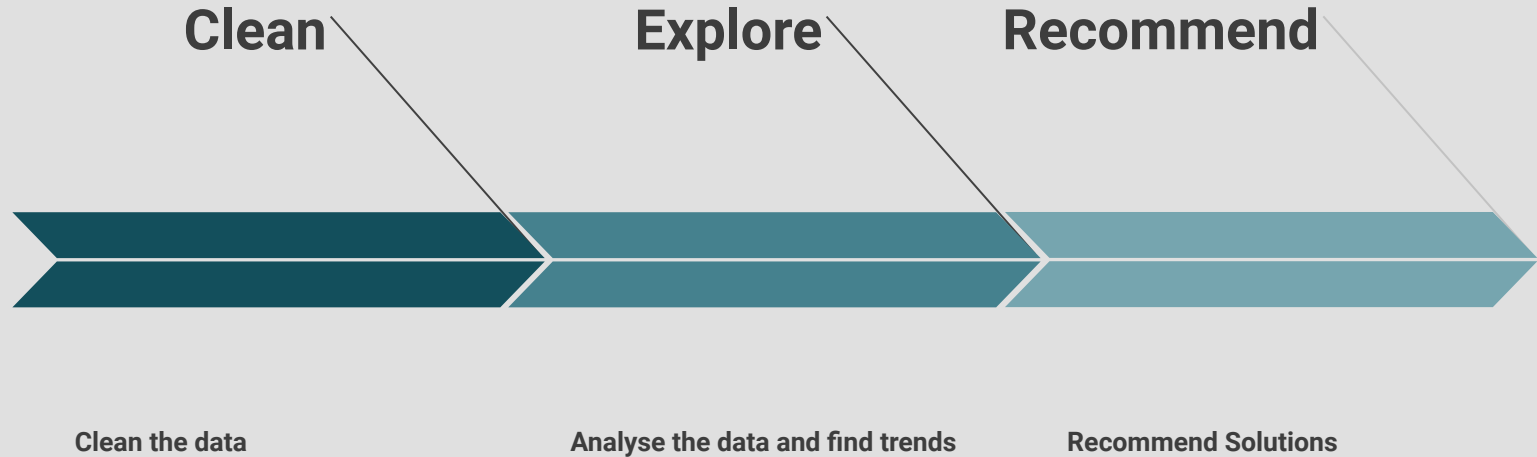 Clean
Explore
Recommend
Clean the data
Analyse the data and find trends
Recommend Solutions